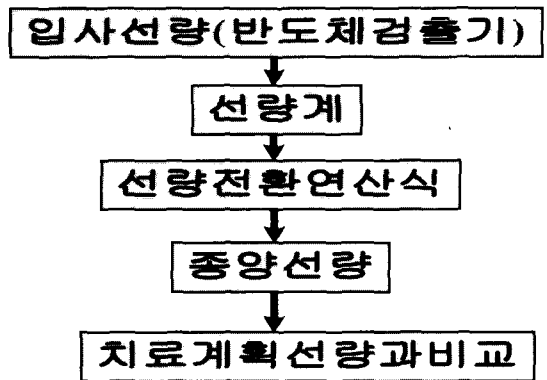 입사선량(반도체검출기)
선량계
선량전환연산식
종양선량
치료계획선량과비교